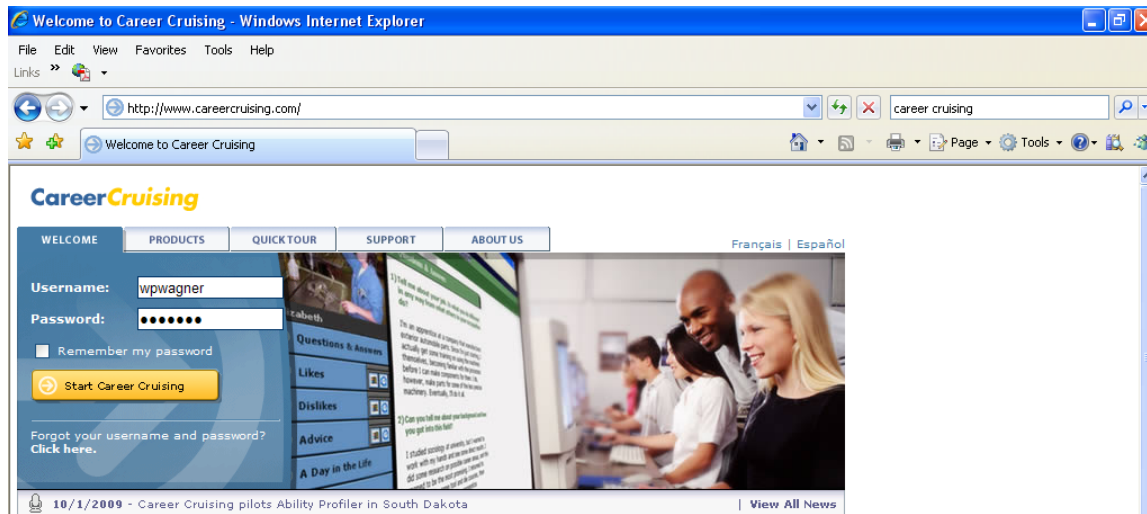 Welcome to Career Cruising - Windows Internet Explorer
File Edit View Favorites Tools Help
Links »
http://www.careercruising.com/ career cruising
Welcome to Career Cruising Page Tools
CareerCruising
WELCOME PRODUCTS QUICKTOUR SUPPORT ABOUT US
Français | Español
Username: wpwagner
Password: •••••••
Remember my password
Start Career Cruising
Forgot your username and password?
Click here.
Questions & Answers
Likes
Dislikes
Advice
A Day in the Life
10/1/2009 - Career Cruising pilots Ability Profiler in South Dakota | View All News